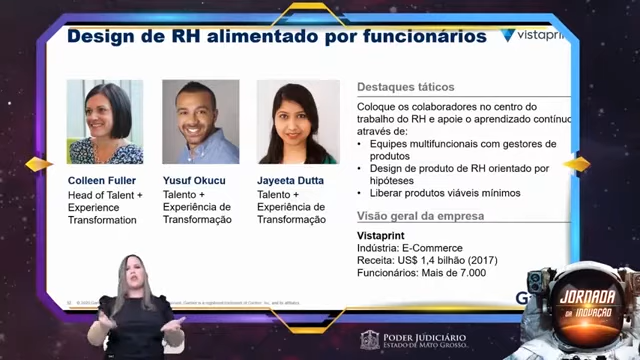 Design de RH alimentado por funcionários
vistaprint
Destaques táticos
Coloque os colaboradores no centro do
trabalho do RH e apoie o aprendizado contínuo
através de:
• Equipes multifuncionais com gestores de
produtos
• Design de produto de RH orientado por
hipóteses
• Liberar produtos viáveis mínimos
Colleen Fuller
Head of Talent +
Experience
Transformation
Yusuf Okucu
Talento +
Experiência de
Transformação
Jayeeta Dutta
Talento +
Experiência de
Transformação
Visão geral da empresa
Vistaprint
Indústria: E-Commerce
Receita: US$ 1,4 bilhão (2017)
Funcionários: Mais de 7.000
JORNADA
DA INOVAÇÃO
PODER JUDICIÁRIO
ESTADO DE MATO GROSSO